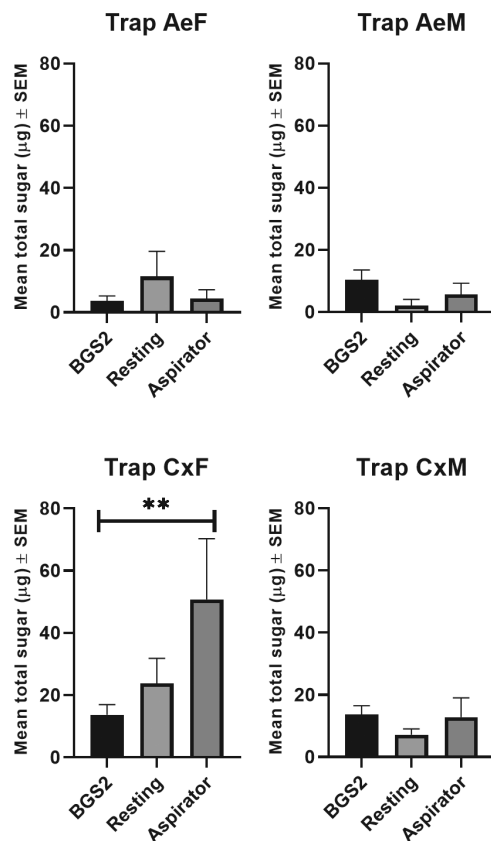 Trap AeF
Mean total sugar (μg) ± SEM
80
60
40
20
0
BGS2
Resting
Aspirator
Trap AeM
Mean total sugar (μg) ± SEM
80
60
40
20
0
BGS2
Resting
Aspirator
Trap CxF
Mean total sugar (μg) ± SEM
80
60
40
20
0
**
BGS2
Resting
Aspirator
Trap CxM
Mean total sugar (μg) ± SEM
80
60
40
20
0
BGS2
Resting
Aspirator